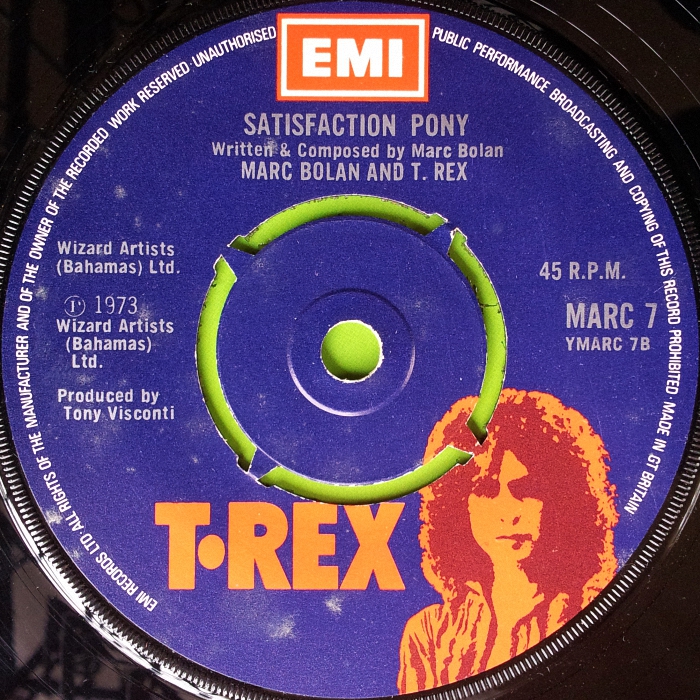 EMI
SATISFACTION PONY
Written & Composed by Marc Bolan
MARC BOLAN AND T. REX
Wizard Artists
(Bahamas) Ltd.
℗ 1973
Wizard Artists
(Bahamas)
Ltd.
Produced by
Tony Visconti
45 R.P.M.
MARC 7
YMARC 7B
T•REX
EMI RECORDS LTD·ALL RIGHTS OF THE MANUFACTURER AND OF THE OWNER OF THE RECORDED WORK RESERVED·UNAUTHORISED PUBLIC PERFORMANCE BROADCASTING AND COPYING OF THIS RECORD PROHIBITED·MADE IN GT BRITAIN